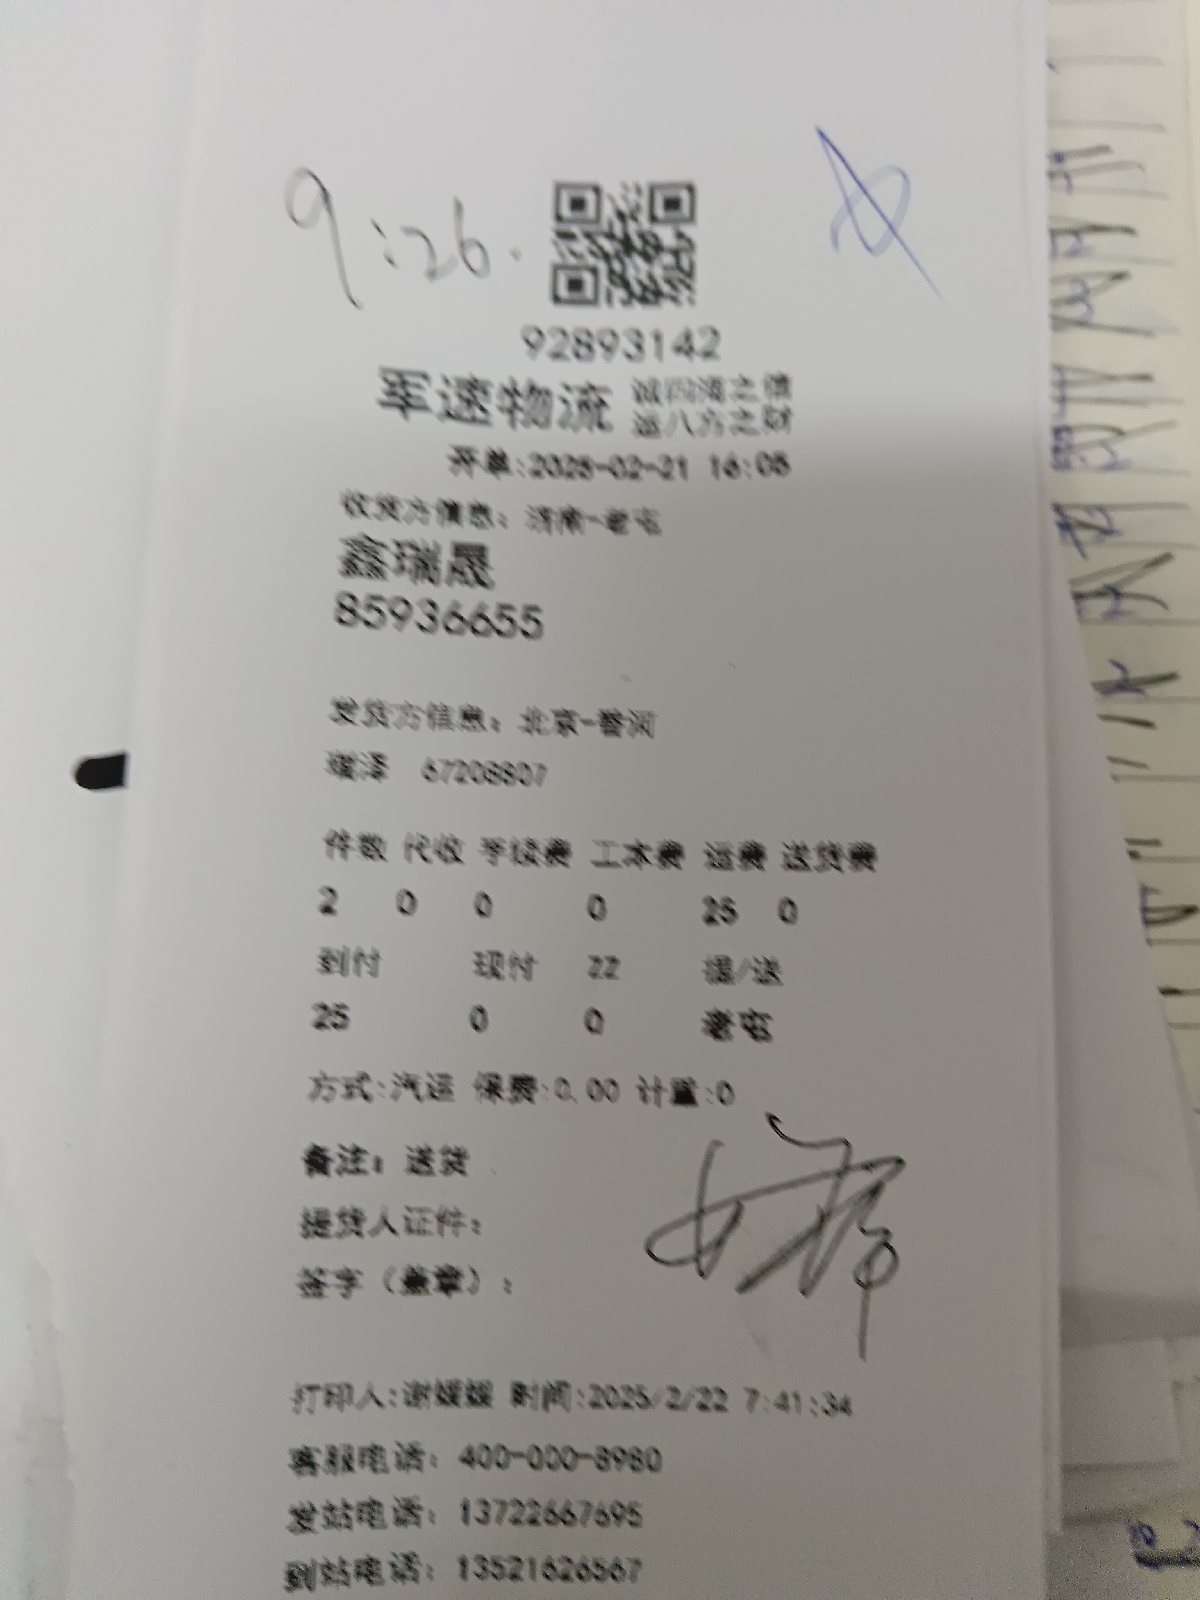 9:26.
92893142
军速物流 诚四海之信
运八方之财
开单:2025-02-21 16:05
收货方信息：济南-老屯
鑫瑞晟
85936655
发货方信息：北京-
瑞泽 67208807
件数 代收 手续费 工本费 运费 送货费
2 0 0 0 25 0
到付 现付 ZZ 提/送
25 0 0 老屯
方式:汽运 保费:0.00 计重:0
备注：送货
提货人证件：
签字（盖章）：
打印人:谢媛媛 时间:2025/2/22 7:41:34
客服电话：400-000-8980
发站电话：13722667695
到站电话：13521626567